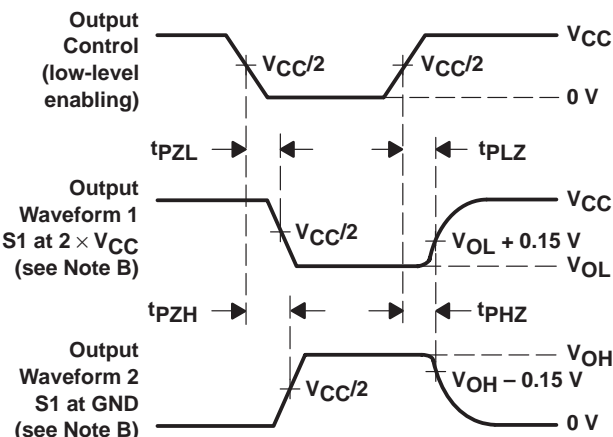 Output
Control
(low-level
enabling)
VCC
VCC/2
VCC/2
0 V
tPZL
tPLZ
Output
Waveform 1
S1 at 2 × VCC
(see Note B)
VCC
VCC/2
VOL + 0.15 V
VOL
tPZH
tPHZ
Output
Waveform 2
S1 at GND
(see Note B)
VOH
VCC/2
VOH – 0.15 V
0 V